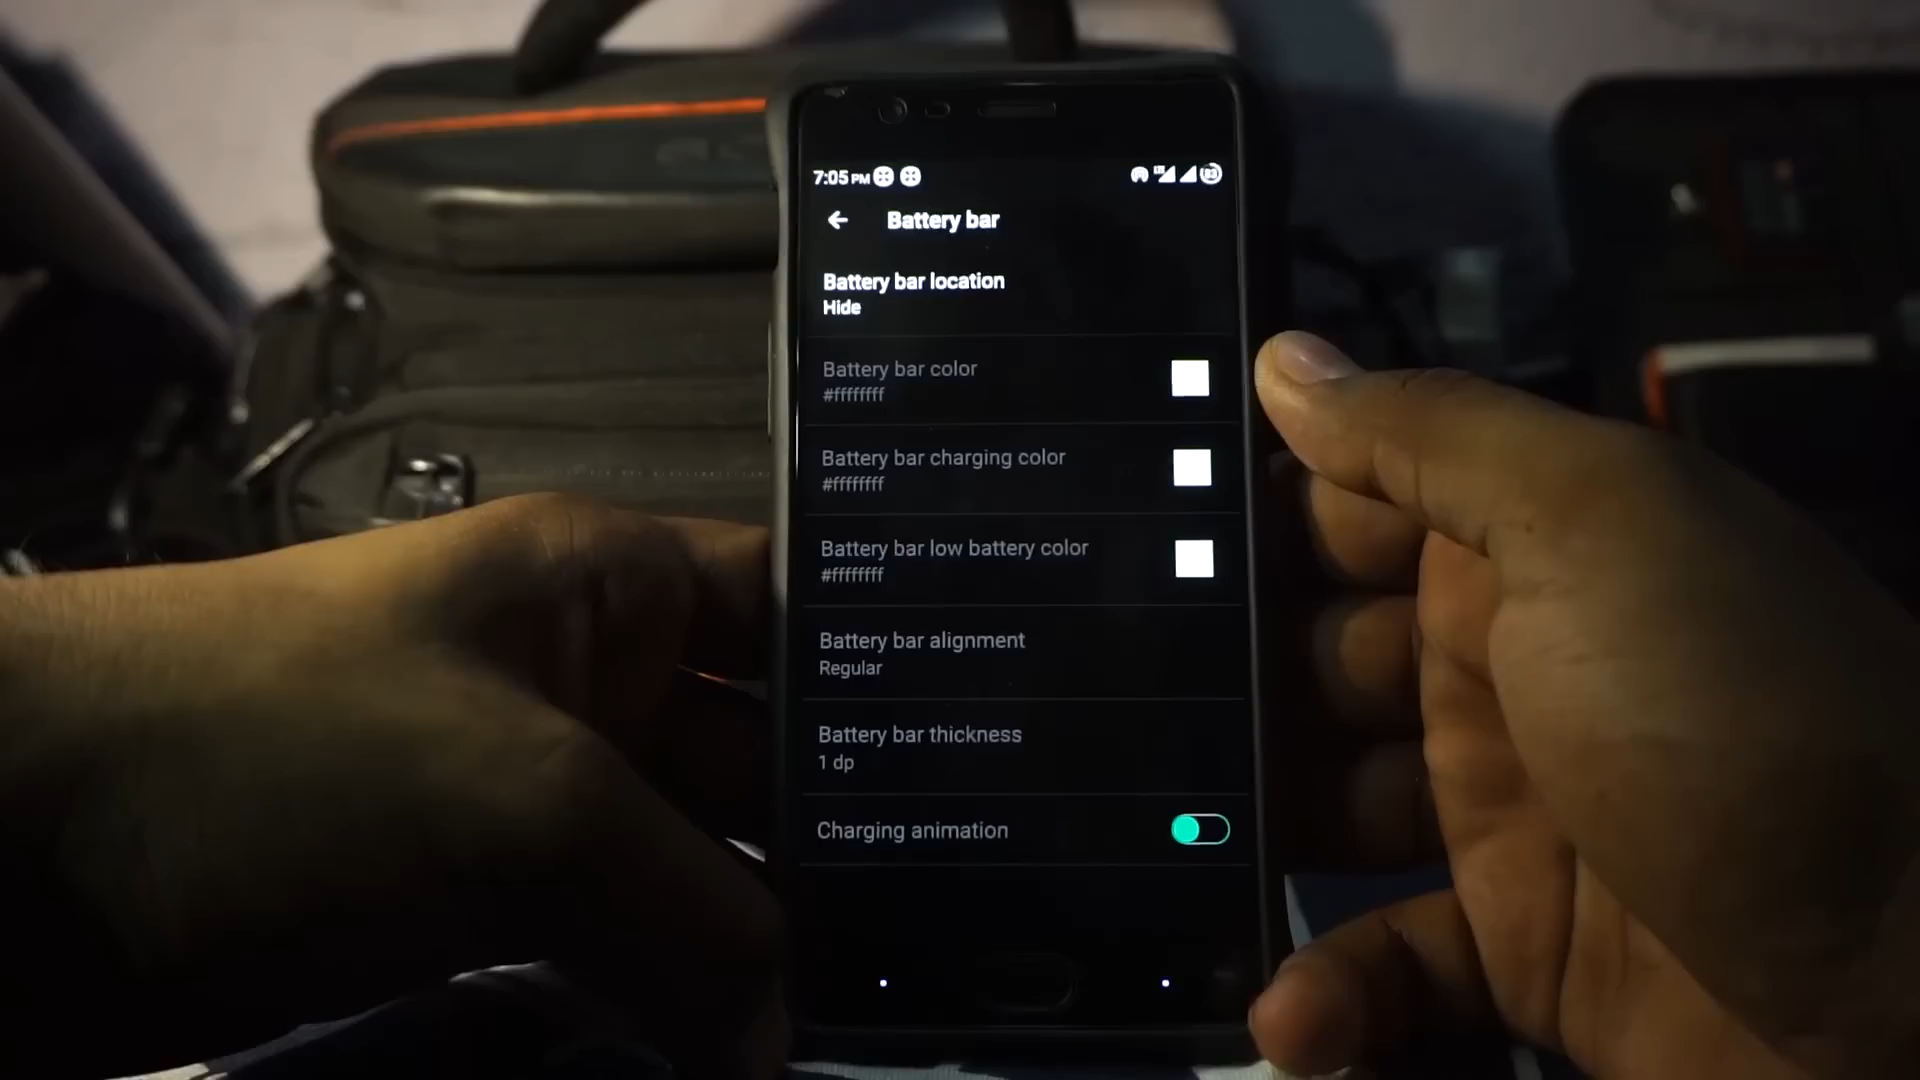 7:05 PM
Battery bar
Battery bar location
Hide
Battery bar color
#ffffffff
Battery bar charging color
#ffffffff
Battery bar low battery color
#ffffffff
Battery bar alignment
Regular
Battery bar thickness
1 dp
Charging animation